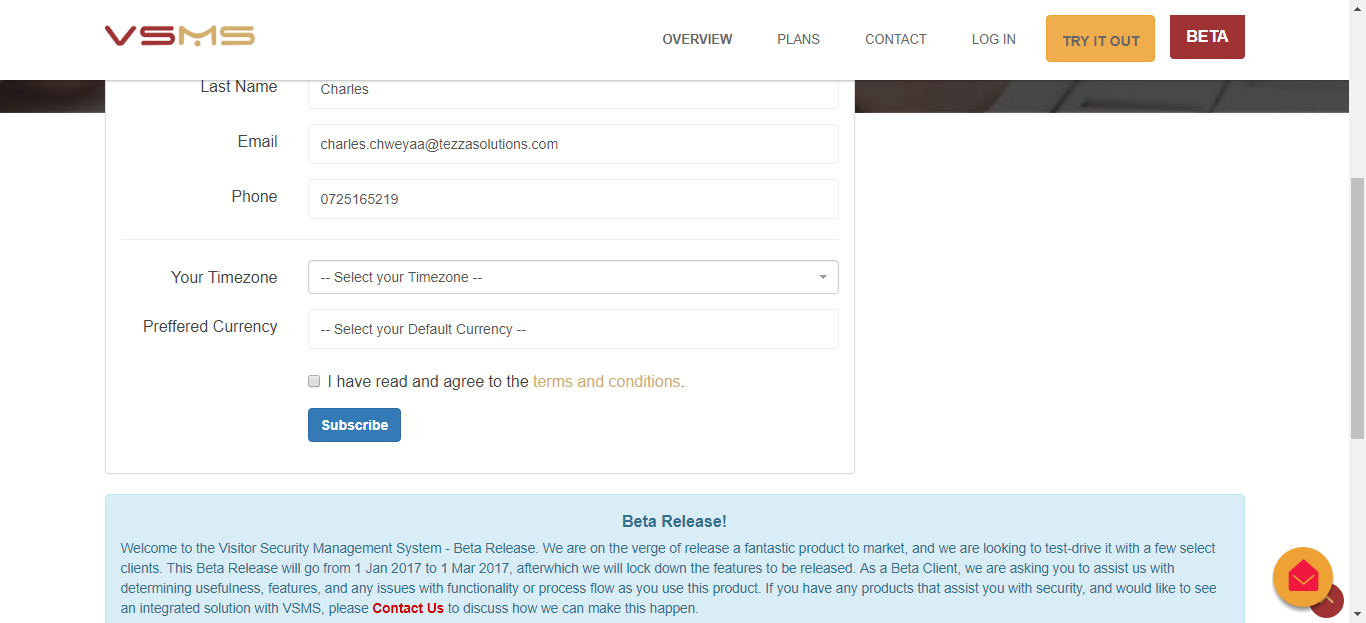 VSMS
OVERVIEW
PLANS
CONTACT
LOG IN
TRY IT OUT
BETA
Last Name
Charles
Email
charles.chweyaa@tezzasolutions.com
Phone
0725165219
Your Timezone
-- Select your Timezone --
Preffered Currency
-- Select your Default Currency --
I have read and agree to the terms and conditions.
Subscribe
Beta Release!
Welcome to the Visitor Security Management System - Beta Release. We are on the verge of release a fantastic product to market, and we are looking to test-drive it with a few select
clients. This Beta Release will go from 1 Jan 2017 to 1 Mar 2017, afterwhich we will lock down the features to be released. As a Beta Client, we are asking you to assist us with
determining usefulness, features, and any issues with functionality or process flow as you use this product. If you have any products that assist you with security, and would like to see
an integrated solution with VSMS, please Contact Us to discuss how we can make this happen.